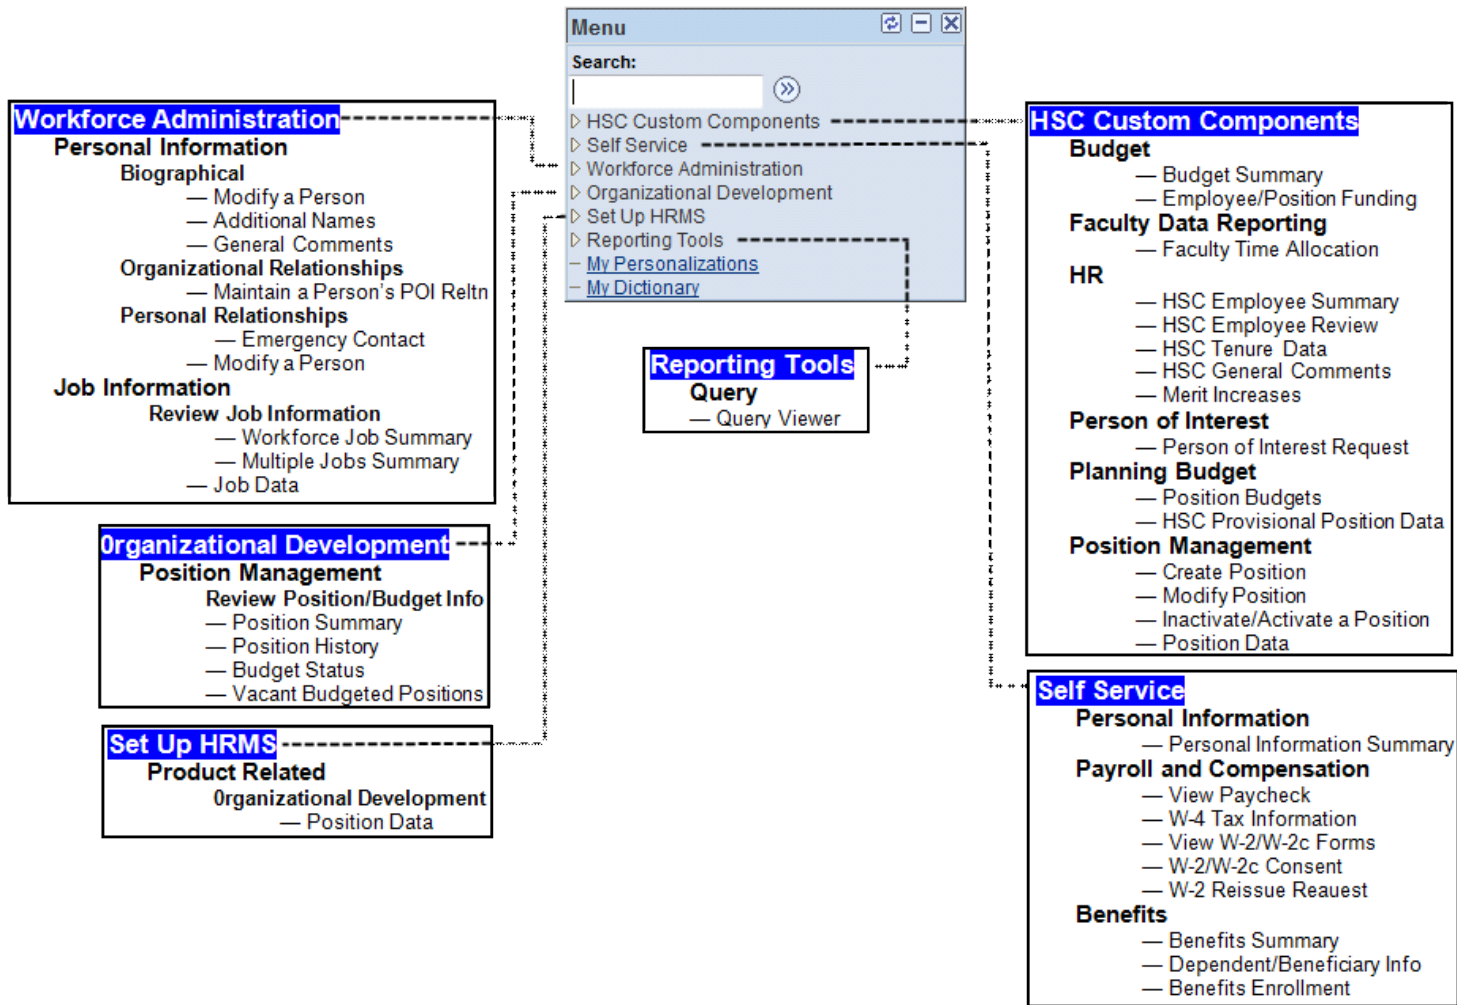 Menu
Search:
HSC Custom Components
Self Service
Workforce Administration
Organizational Development
Set Up HRMS
Reporting Tools
My Personalizations
My Dictionary
Workforce Administration
Personal Information
Biographical
— Modify a Person
— Additional Names
— General Comments
Organizational Relationships
— Maintain a Person's POI Reltn
Personal Relationships
— Emergency Contact
— Modify a Person
Job Information
Review Job Information
— Workforce Job Summary
— Multiple Jobs Summary
— Job Data
0rganizational Development
Position Management
Review Position/Budget Info
— Position Summary
— Position History
— Budget Status
— Vacant Budgeted Positions
Set Up HRMS
Product Related
0rganizational Development
— Position Data
Reporting Tools
Query
— Query Viewer
HSC Custom Components
Budget
— Budget Summary
— Employee/Position Funding
Faculty Data Reporting
— Faculty Time Allocation
HR
— HSC Employee Summary
— HSC Employee Review
— HSC Tenure Data
— HSC General Comments
— Merit Increases
Person of Interest
— Person of Interest Request
Planning Budget
— Position Budgets
— HSC Provisional Position Data
Position Management
— Create Position
— Modify Position
— Inactivate/Activate a Position
— Position Data
Self Service
Personal Information
— Personal Information Summary
Payroll and Compensation
— View Paycheck
— W-4 Tax Information
— View W-2/W-2c Forms
— W-2/W-2c Consent
— W-2 Reissue Reauest
Benefits
— Benefits Summary
— Dependent/Beneficiary Info
— Benefits Enrollment